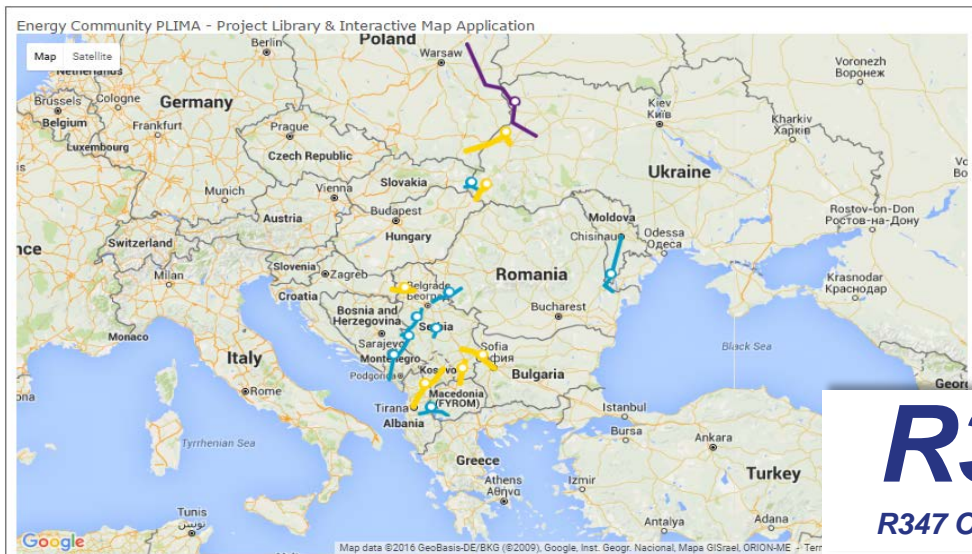 Energy Community PLIMA - Project Library & Interactive Map Application
Map Satellite
Berlin
Poland
Warsaw
Voronezh
Воронеж
Netherlands
Brussels
Cologne
Germany
Belgium
Frankfurt
Luxembourg
Prague
Czech Republic
Kiev
Київ
Kharkiv
Харків
Ukraine
Slovakia
Munich
Vienna
Austria
Budapest
Hungary
Moldova
Chisinau
Odessa
Одеса
Rostov-on-Don
Ростов-на-Дону
Switzerland
Milan
Slovenia
Zagreb
Croatia
Romania
Krasnodar
Краснодар
Monaco
Bosnia and
Herzegovina
Belgrade
Serbia
Bucharest
Sarajevo
Montenegro
Podgorica
Kosovo
Sofia
София
Bulgaria
Black Sea
Italy
Rome
Macedonia
(FYROM)
Tirana
Albania
Istanbul
Bursa
Ankara
Tyrrhenian Sea
Greece
Athens
Αθήνα
Izmir
Turkey
Antalya
Adana
Tunis
تونس
Google
Map data ©2016 GeoBasis-DE/BKG (©2009), Google, Inst. Geogr. Nacional, Mapa GISrael, ORION-ME
R347 C